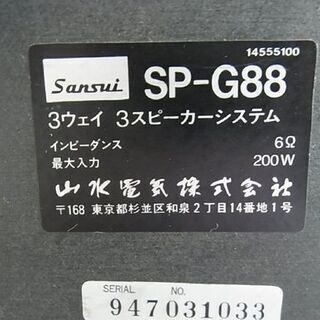 14555100
Sansui SP-G88
3ウェイ 3スピーカーシステム
インピーダンス 6Ω
最大入力 200W
山水電気株式会社
〒168 東京都杉並区和泉2丁目14番地1号
SERIAL NO.
947031033